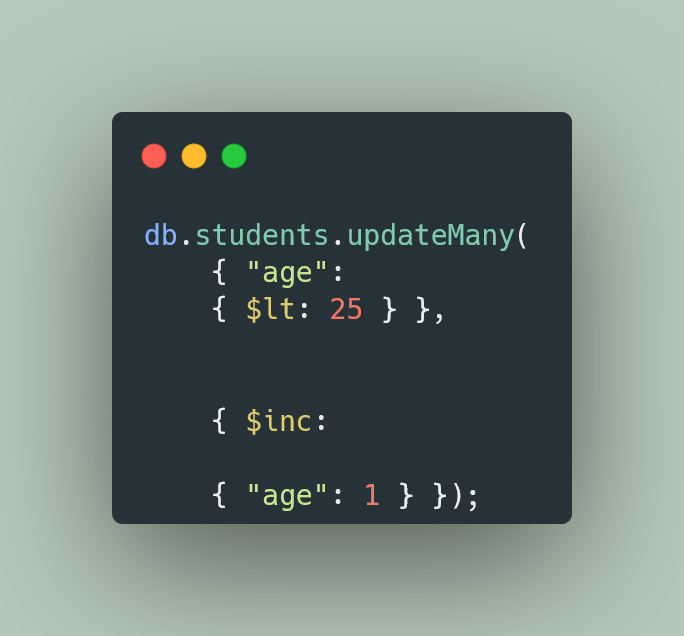 db.students.updateMany(
{ "age":
{ $lt: 25 } },
{ $inc:
{ "age": 1 } });